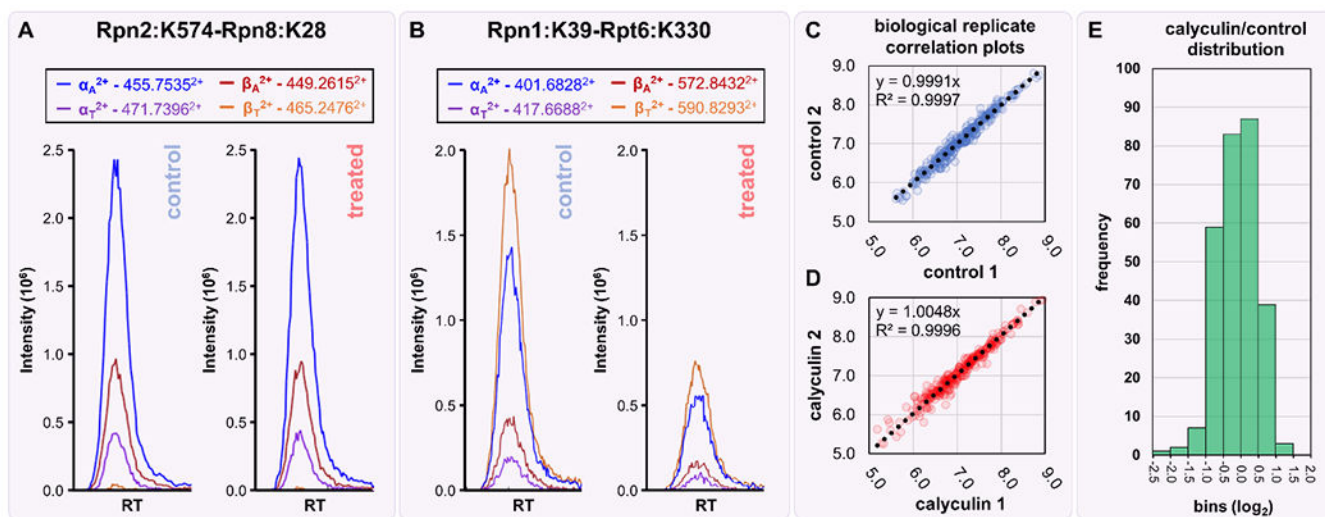 A
Rpn2:K574-Rpn8:K28
α_A²⁺ - 455.7535²⁺
β_A²⁺ - 449.2615²⁺
α_T²⁺ - 471.7396²⁺
β_T²⁺ - 465.2476²⁺
Intensity (10⁶)
2.5
2.0
1.5
1.0
0.5
0.0
control
RT
Intensity (10⁶)
2.5
2.0
1.5
1.0
0.5
0.0
treated
RT
B
Rpn1:K39-Rpt6:K330
α_A²⁺ - 401.6828²⁺
β_A²⁺ - 572.8432²⁺
α_T²⁺ - 417.6688²⁺
β_T²⁺ - 590.8293²⁺
Intensity (10⁶)
2.0
1.5
1.0
0.5
0.0
control
RT
Intensity (10⁶)
2.0
1.5
1.0
0.5
0.0
treated
RT
C
biological replicate
correlation plots
y = 0.9991x
R² = 0.9997
control 2
9.0
8.0
7.0
6.0
5.0
5.0 6.0 7.0 8.0 9.0
control 1
D
y = 1.0048x
R² = 0.9996
calyculin 2
9.0
8.0
7.0
6.0
5.0
5.0 6.0 7.0 8.0 9.0
calyculin 1
E
calyculin/control
distribution
frequency
100
90
80
70
60
50
40
30
20
10
0
-2.5 -2.0 -1.5 -1.0 -0.5 0.0 0.5 1.0 1.5 2.0
bins (log₂)